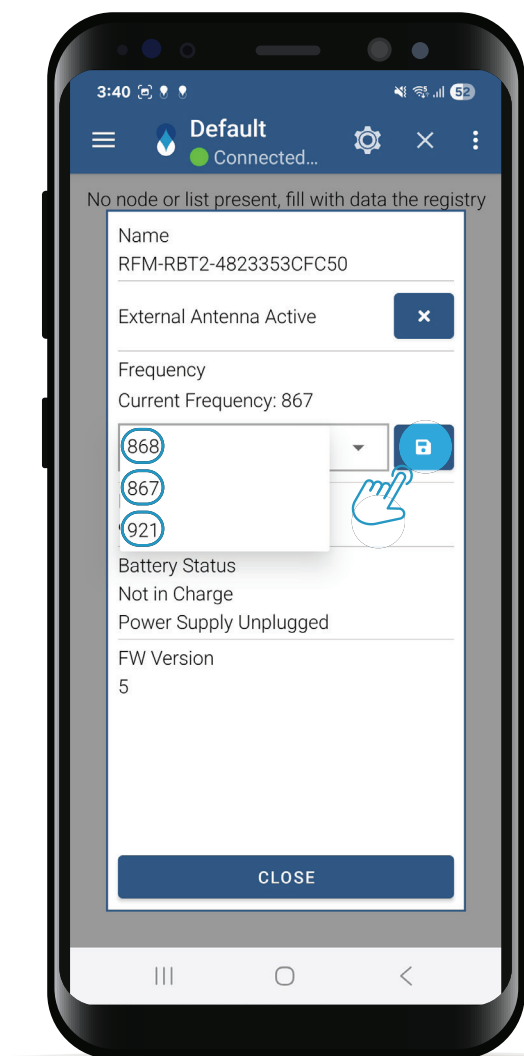 3:40
52
Default
Connected...
No node or list present, fill with data the registry
Name
RFM-RBT2-4823353CFC50
External Antenna Active
Frequency
Current Frequency: 867
868
867
921
Battery Status
Not in Charge
Power Supply Unplugged
FW Version
5
CLOSE